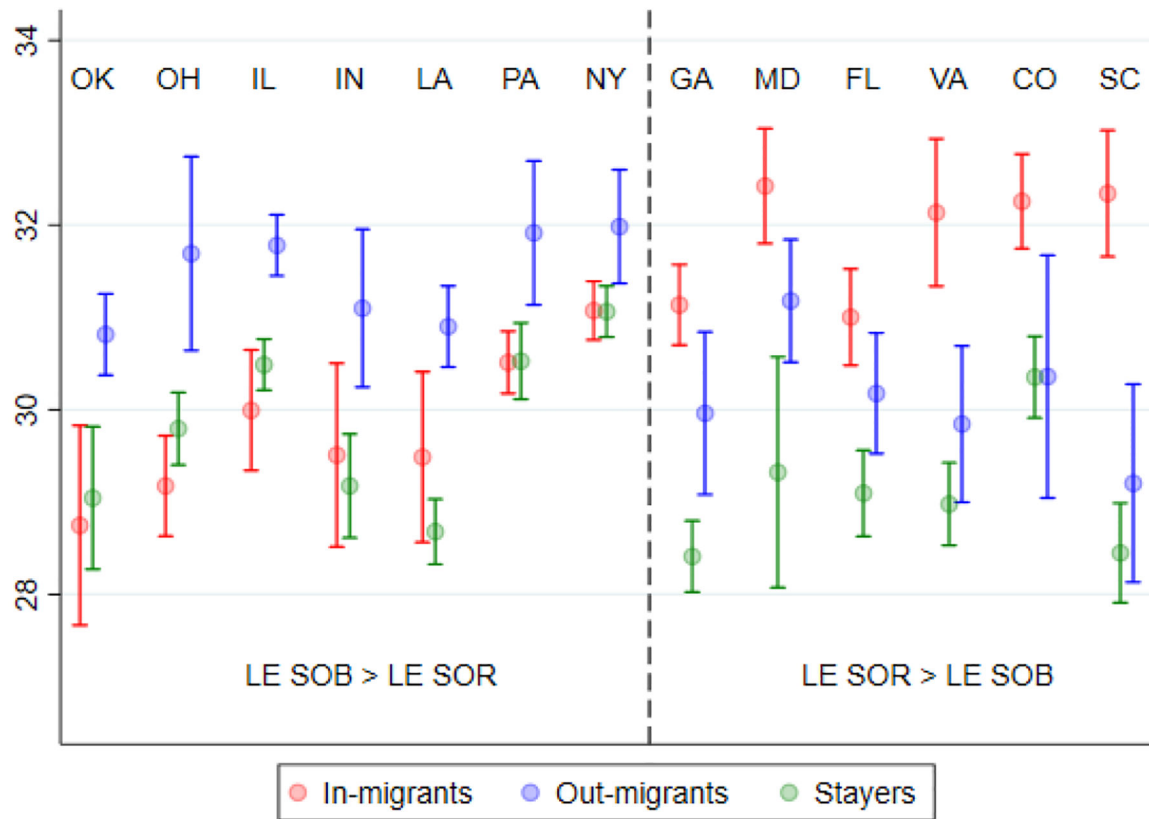 34
OK OH IL IN LA PA NY GA MD FL VA CO SC
32
30
28
LE SOB > LE SOR LE SOR > LE SOB
In-migrants Out-migrants Stayers